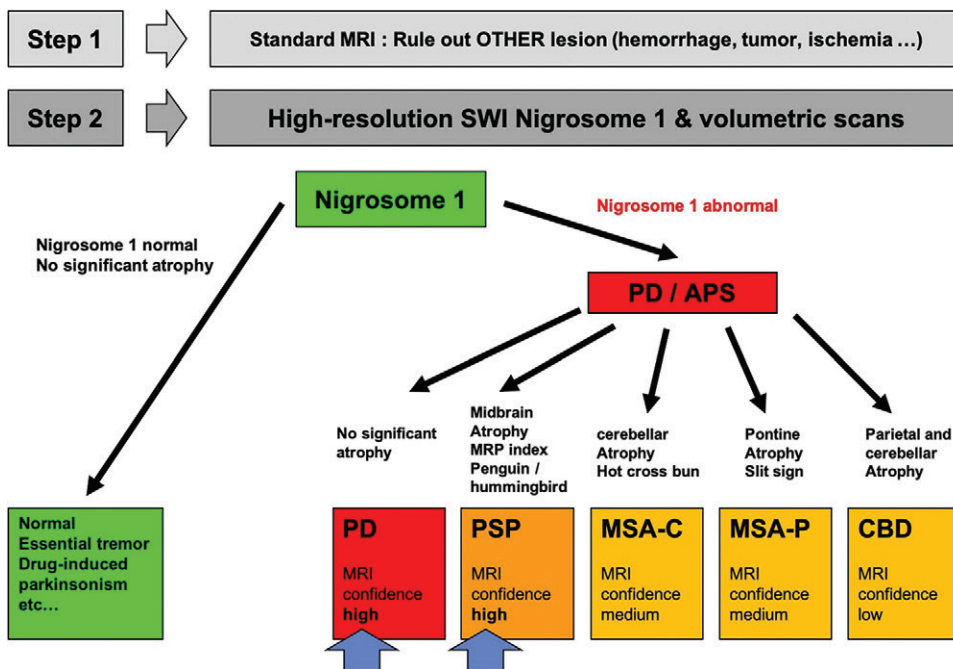 Step 1
Standard MRI : Rule out OTHER lesion (hemorrhage, tumor, ischemia ...)
Step 2
High-resolution SWI Nigrosome 1 & volumetric scans
Nigrosome 1
Nigrosome 1 abnormal
Nigrosome 1 normal
No significant atrophy
PD / APS
No significant
atrophy
Midbrain
Atrophy
MRP index
Penguin /
hummingbird
cerebellar
Atrophy
Hot cross bun
Pontine
Atrophy
Slit sign
Parietal and
cerebellar
Atrophy
Normal
Essential tremor
Drug-induced
parkinsonism
etc...
PD
MRI
confidence
high
PSP
MRI
confidence
high
MSA-C
MRI
confidence
medium
MSA-P
MRI
confidence
medium
CBD
MRI
confidence
low